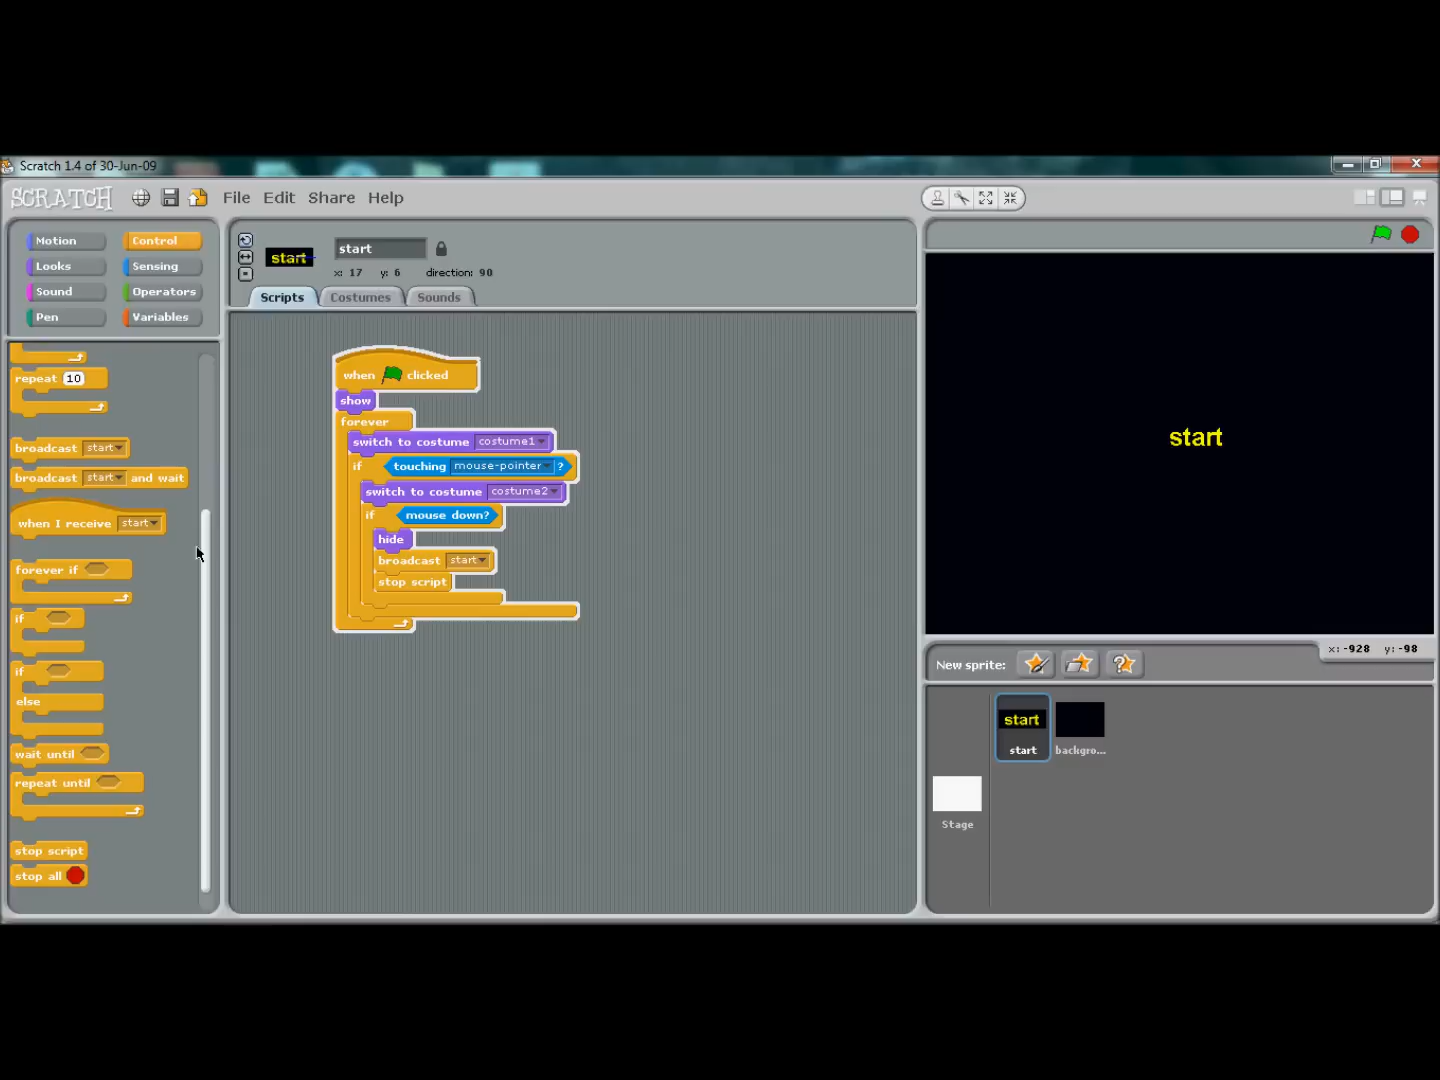 Scratch 1.4 of 30-Jun-09
SCRATCH File Edit Share Help
Motion Control
Looks Sensing
Sound Operators
Pen Variables
start
start
x: 17 y: 6 direction: 90
Scripts Costumes Sounds
repeat 10
broadcast start
broadcast start and wait
when I receive start
forever if
if
if
else
wait until
repeat until
stop script
stop all
when clicked
show
forever
switch to costume costume1
if touching mouse-pointer ?
switch to costume costume2
if mouse down?
hide
broadcast start
stop script
start
x: -928 y: -98
New sprite:
start
start backgro...
Stage